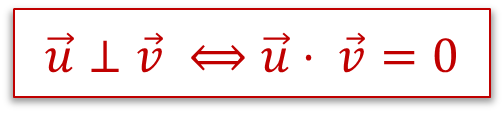 u⃗ ⊥ v⃗ ⟺ u⃗ · v⃗ = 0